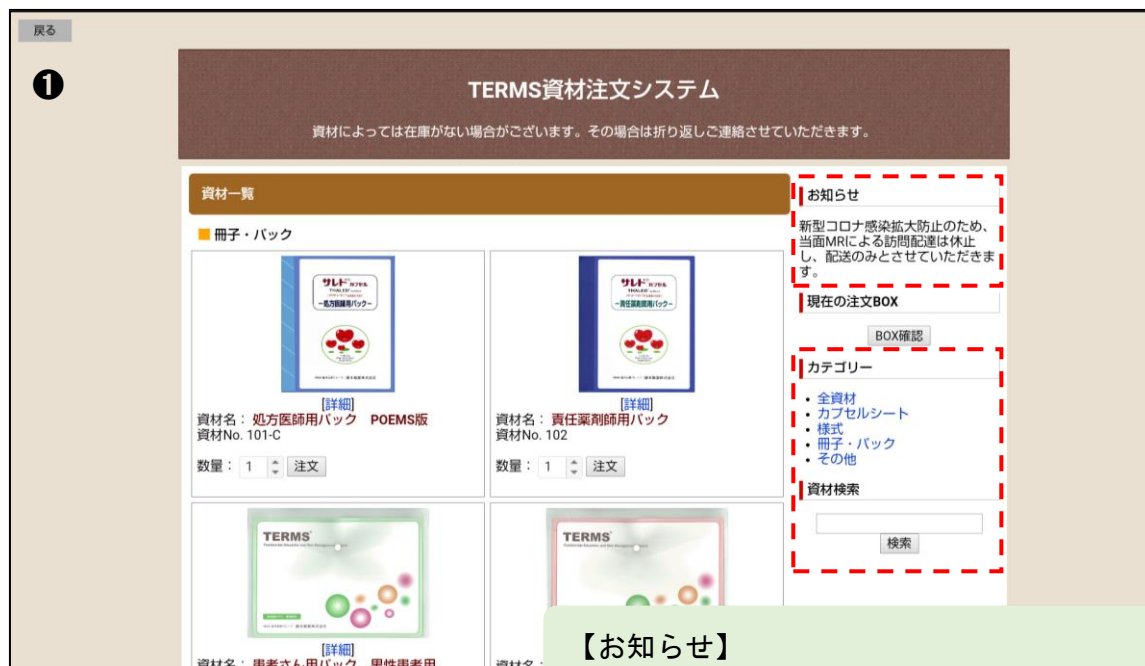 戻る
❶
TERMS資材注文システム
資材によっては在庫がない場合がございます。その場合は折り返しご連絡させていただきます。
資材一覧
冊子・パック
サレド カプセル
THALED
－処方医師用パック－
[詳細]
資材名： 処方医師用パック　POEMS版
資材No. 101-C
数量： 1 注文
サレド カプセル
THALED
－責任薬剤師用パック－
[詳細]
資材名： 責任薬剤師用パック
資材No. 102
数量： 1 注文
TERMS
[詳細]
資材名： 患者さん用パック　男性患者用
TERMS
資材名：
お知らせ
新型コロナ感染拡大防止のため、
当面MRによる訪問配達は休止
し、配送のみとさせていただきま
す。
現在の注文BOX
BOX確認
カテゴリー
• 全資材
• カプセルシート
• 様式
• 冊子・パック
• その他
資材検索
検索
【お知らせ】